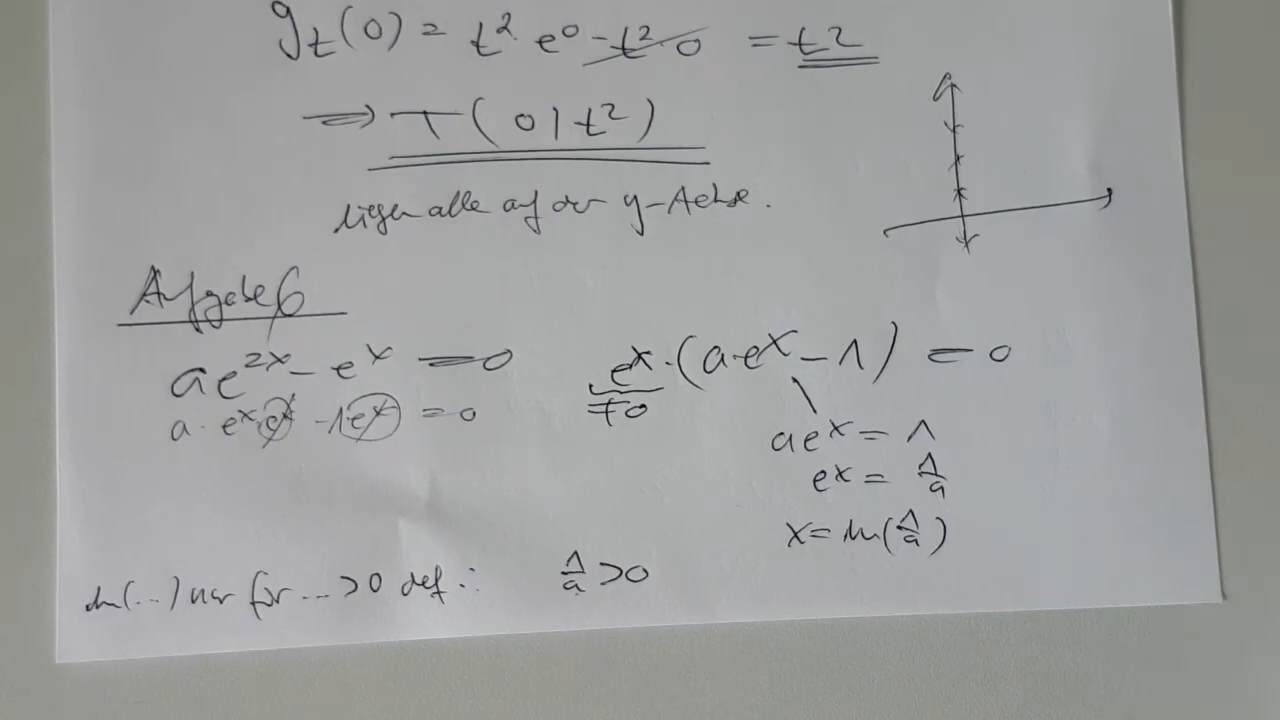 g_t(0) = t² · e⁰ - t² · 0 = t²
⇒ T(0|t²)
liegen alle auf der y-Achse.
Aufgabe 6
ae^{2x} - e^x = 0
a · e^x · e^x - 1e^x = 0
e^x · (a · e^x - 1) = 0
≠0
ae^x = 1
e^x = 1/a
x = ln(1/a)
ln(...) nur für ... > 0 def.:
1/a > 0